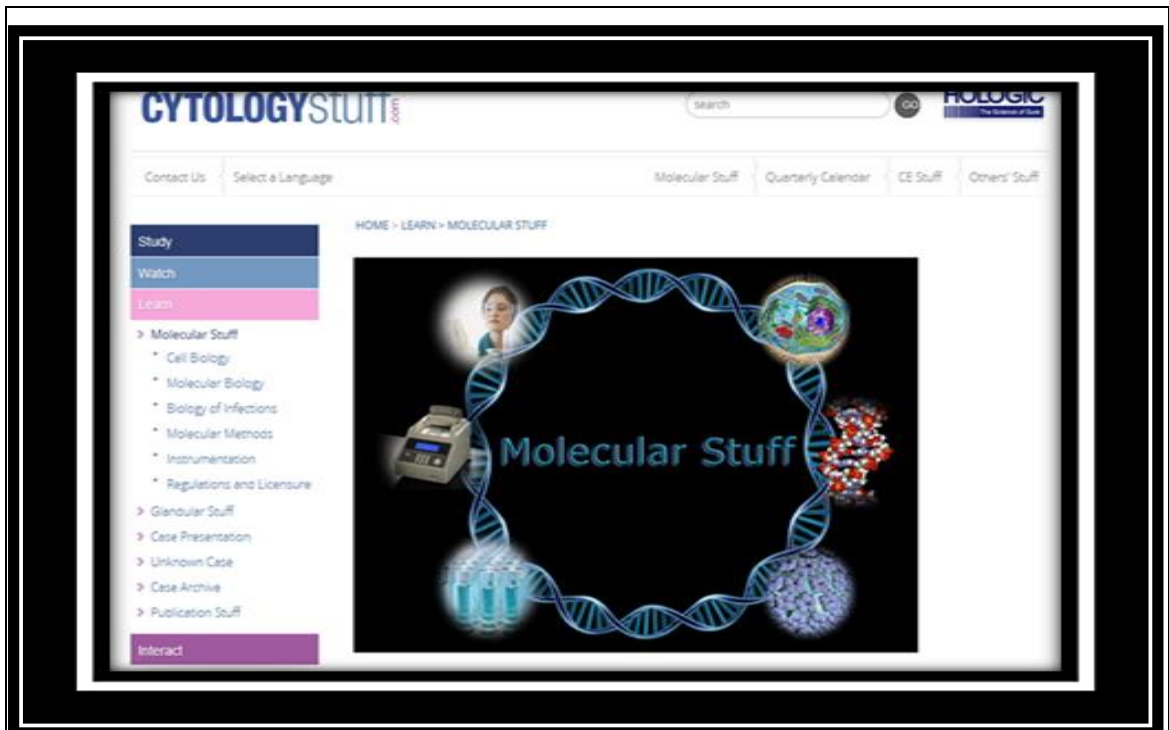 CYTOLOGYSTUFF.com
search
GO
HOLOGIC
The Science of Sure
Contact Us
Select a Language
Molecular Stuff
Quarterly Calendar
CE Stuff
Others' Stuff
HOME > LEARN > MOLECULAR STUFF
Study
Watch
Learn
> Molecular Stuff
* Cell Biology
* Molecular Biology
* Biology of Infections
* Molecular Methods
* Instrumentation
* Regulations and Licensure
> Glandular Stuff
> Case Presentation
> Unknown Case
> Case Archive
> Publication Stuff
Interact
Molecular Stuff